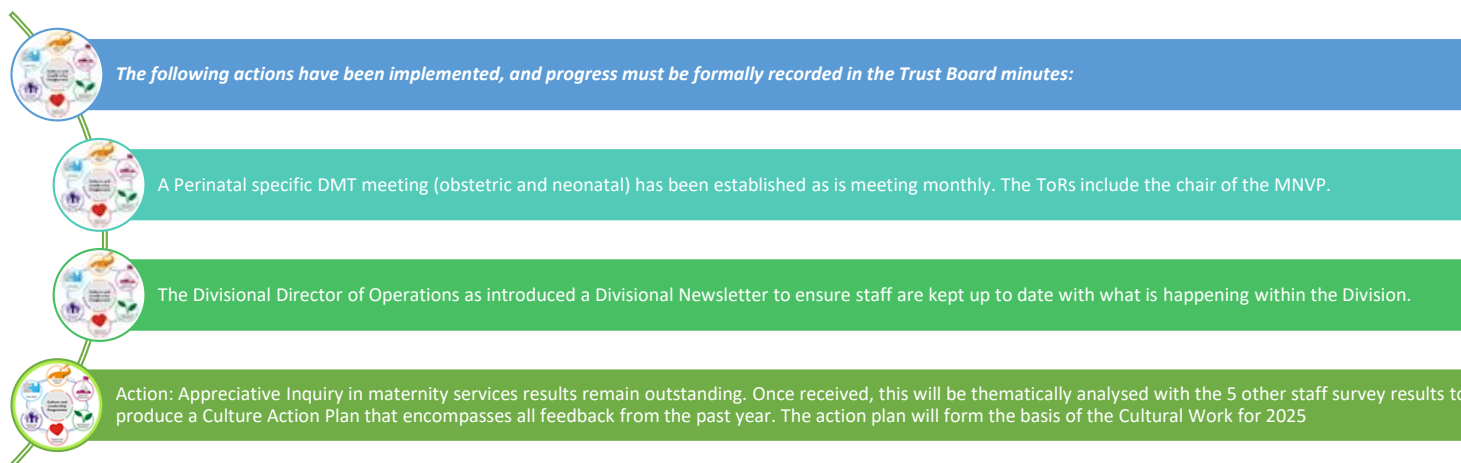 The following actions have been implemented, and progress must be formally recorded in the Trust Board minutes:
A Perinatal specific DMT meeting (obstetric and neonatal) has been established as is meeting monthly. The ToRs include the chair of the MNVP.
The Divisional Director of Operations as introduced a Divisional Newsletter to ensure staff are kept up to date with what is happening within the Division.
Action: Appreciative Inquiry in maternity services results remain outstanding. Once received, this will be thematically analysed with the 5 other staff survey results to
produce a Culture Action Plan that encompasses all feedback from the past year. The action plan will form the basis of the Cultural Work for 2025